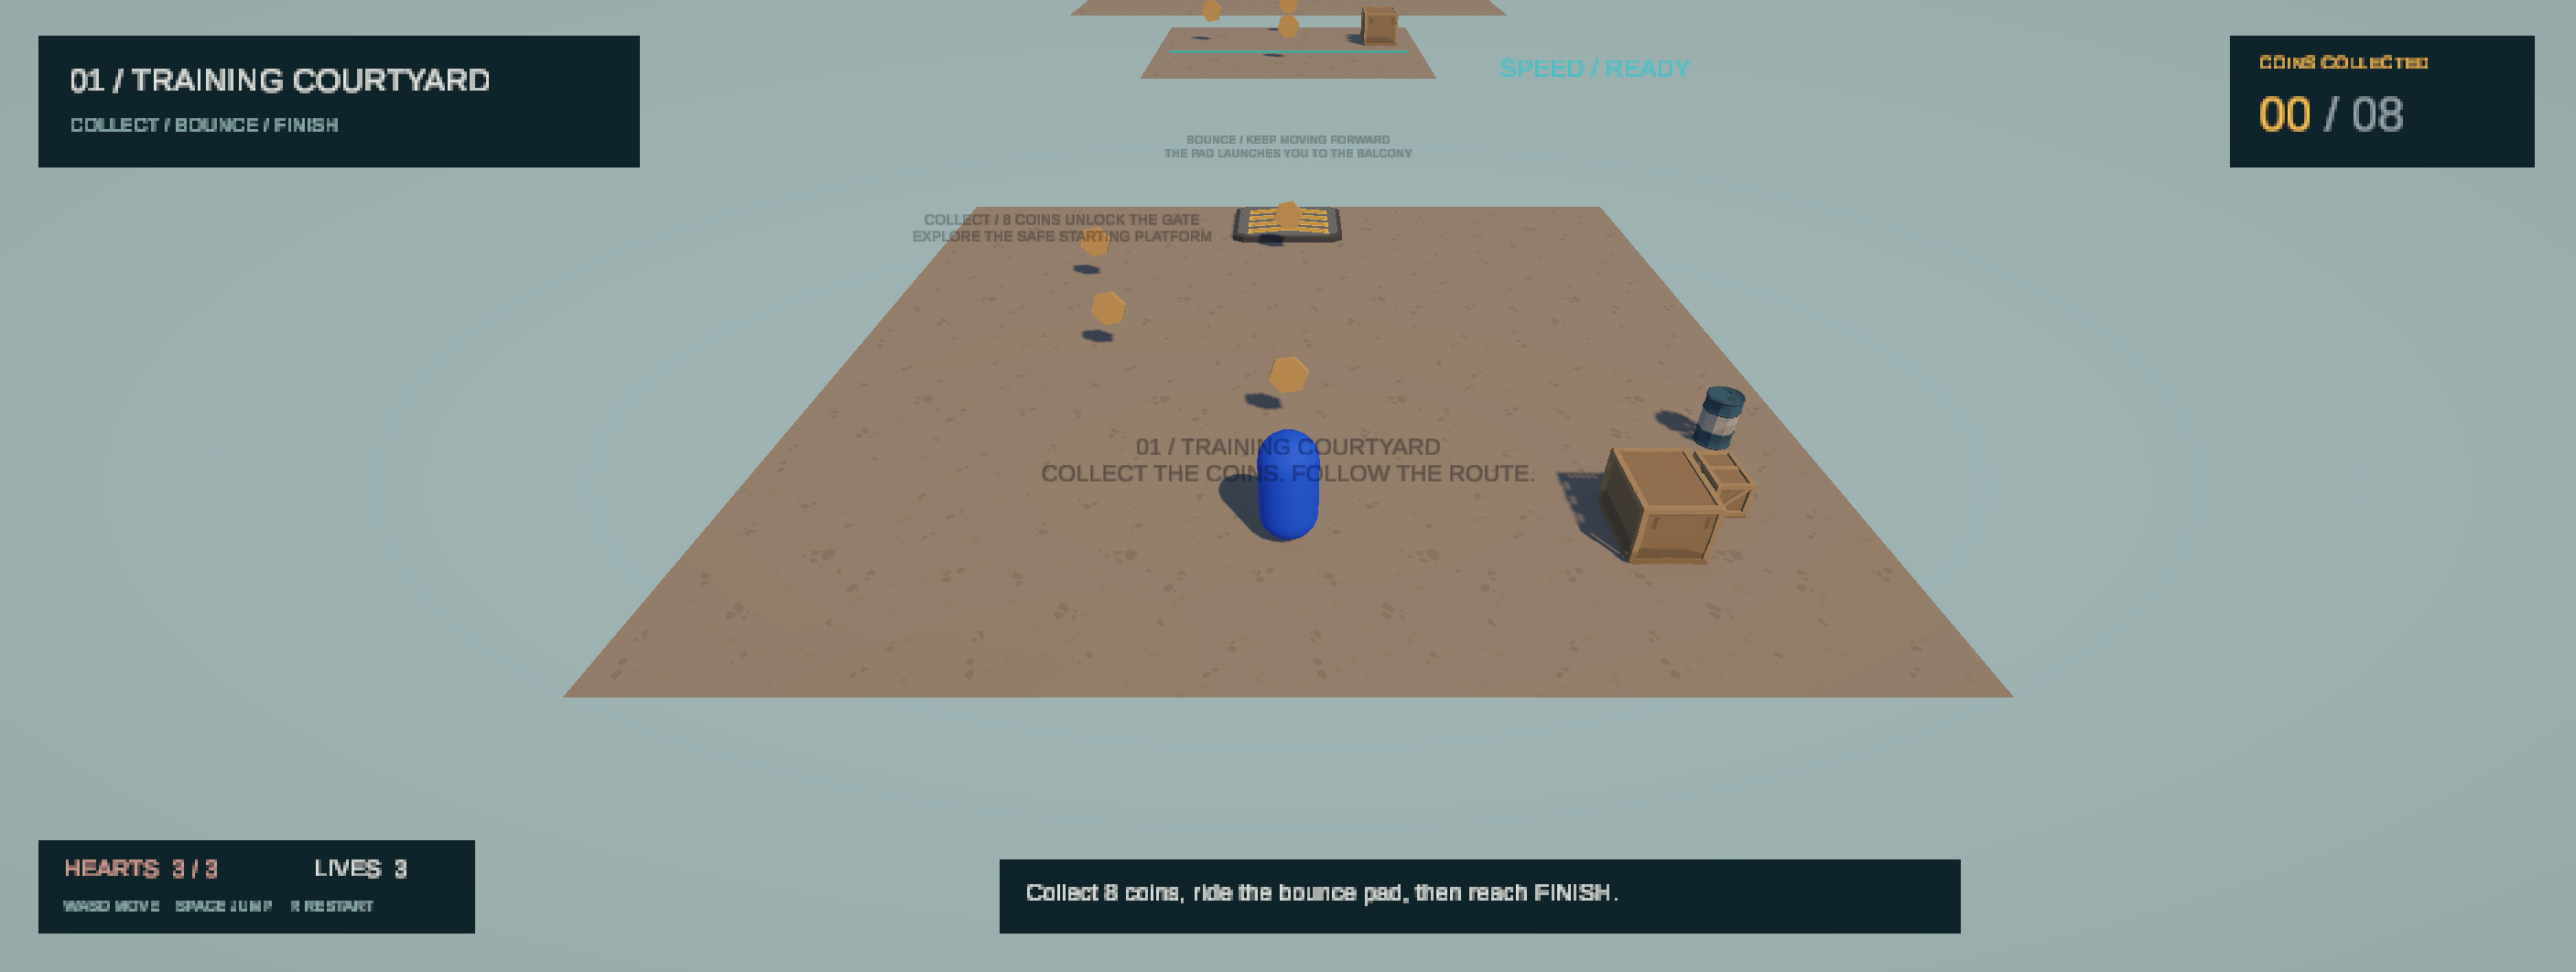 01 / TRAINING COURTYARD
COLLECT / BOUNCE / FINISH
SPEED / READY
COINS COLLECTED
00 / 08
BOUNCE / KEEP MOVING FORWARD
THE PAD LAUNCHES YOU TO THE BALCONY
COLLECT / 8 COINS UNLOCK THE GATE
EXPLORE THE SAFE STARTING PLATFORM
01 / TRAINING COURTYARD
COLLECT THE COINS. FOLLOW THE ROUTE.
HEARTS 3 / 3 LIVES 3
WASD MOVE SPACE JUMP R RESTART
Collect 8 coins, ride the bounce pad, then reach FINISH.